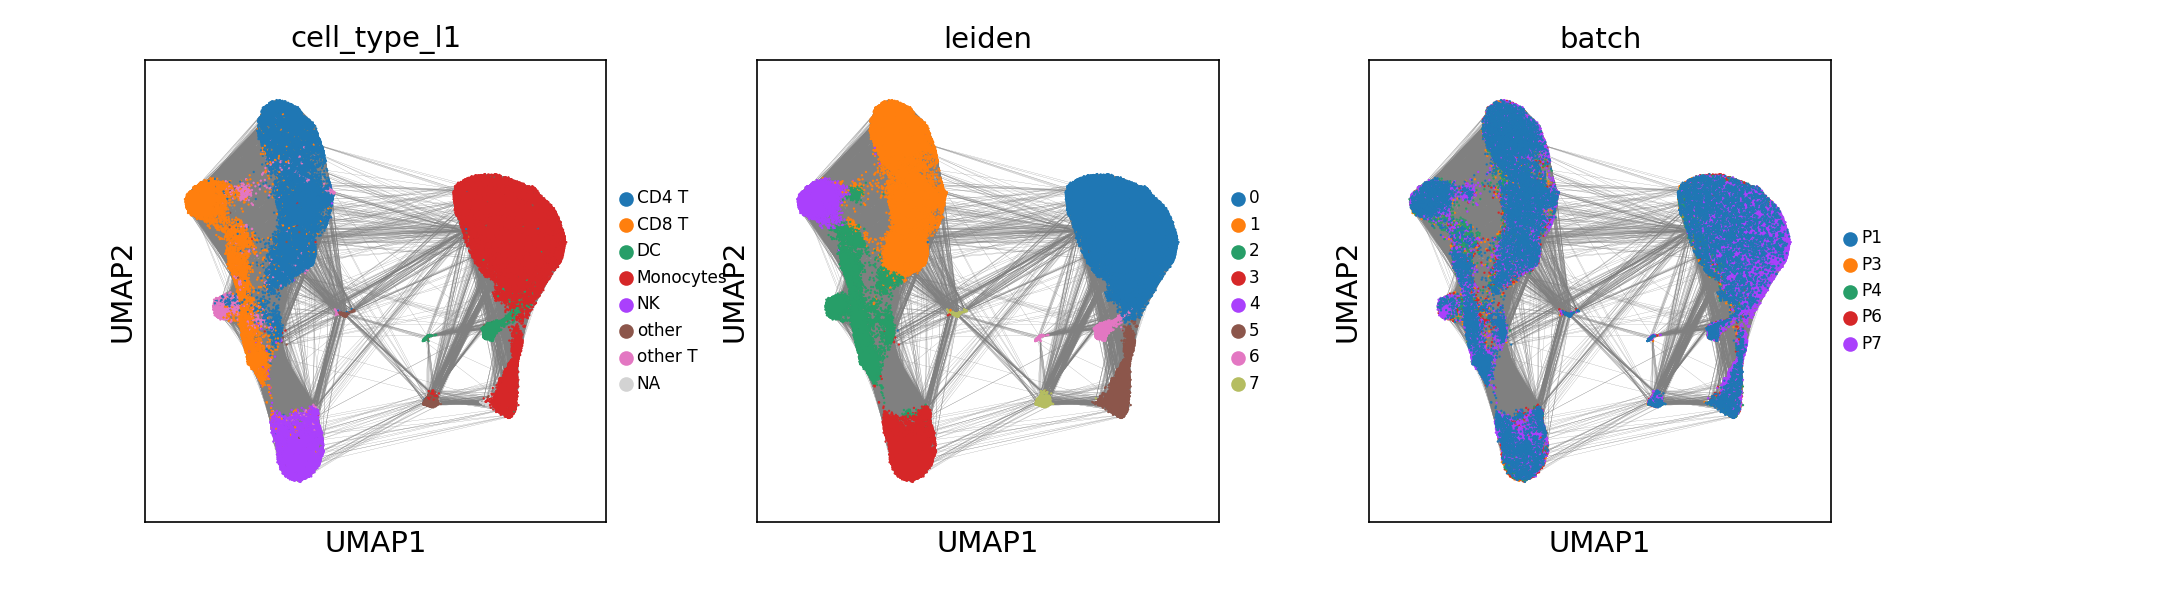 cell_type_l1
UMAP2
UMAP1
CD4 T
CD8 T
DC
Monocytes
NK
other
other T
NA
leiden
UMAP2
UMAP1
0
1
2
3
4
5
6
7
batch
UMAP2
UMAP1
P1
P3
P4
P6
P7